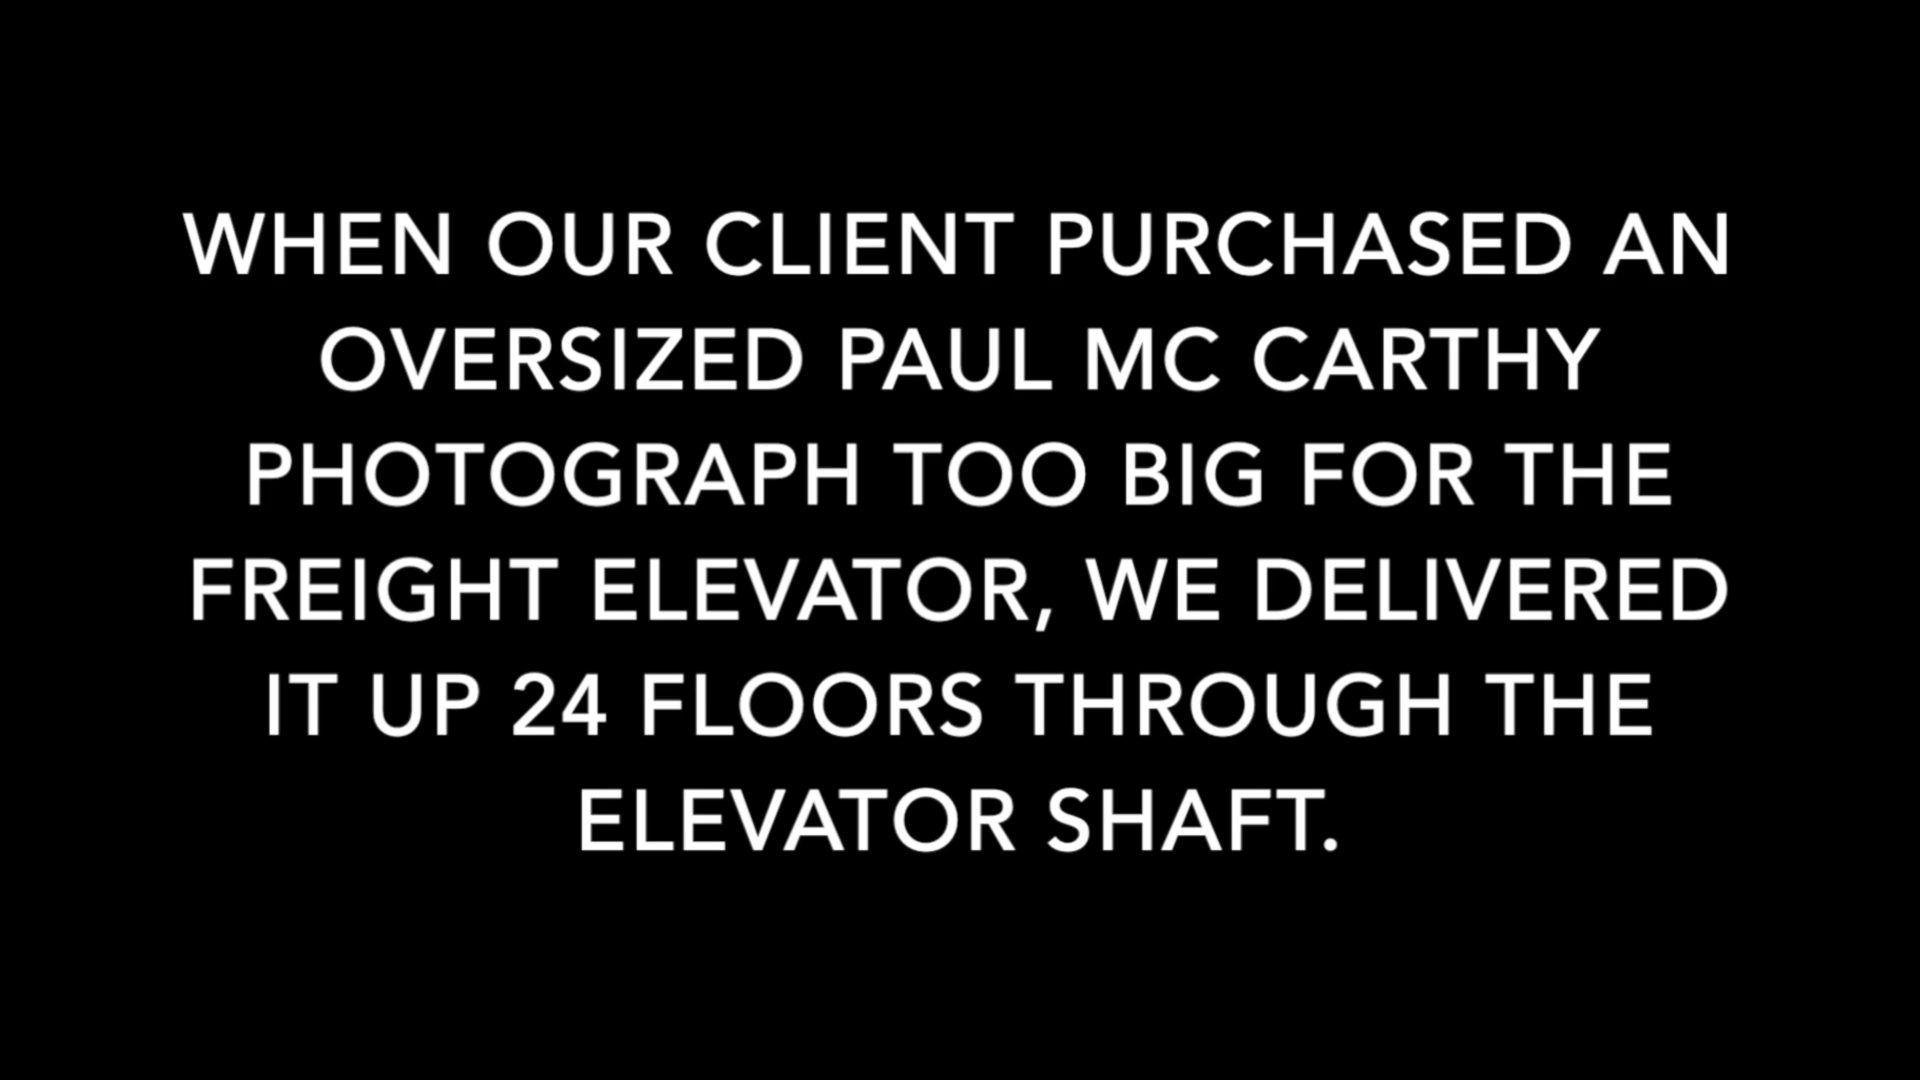 WHEN OUR CLIENT PURCHASED AN
OVERSIZED PAUL MC CARTHY
PHOTOGRAPH TOO BIG FOR THE
FREIGHT ELEVATOR, WE DELIVERED
IT UP 24 FLOORS THROUGH THE
ELEVATOR SHAFT.